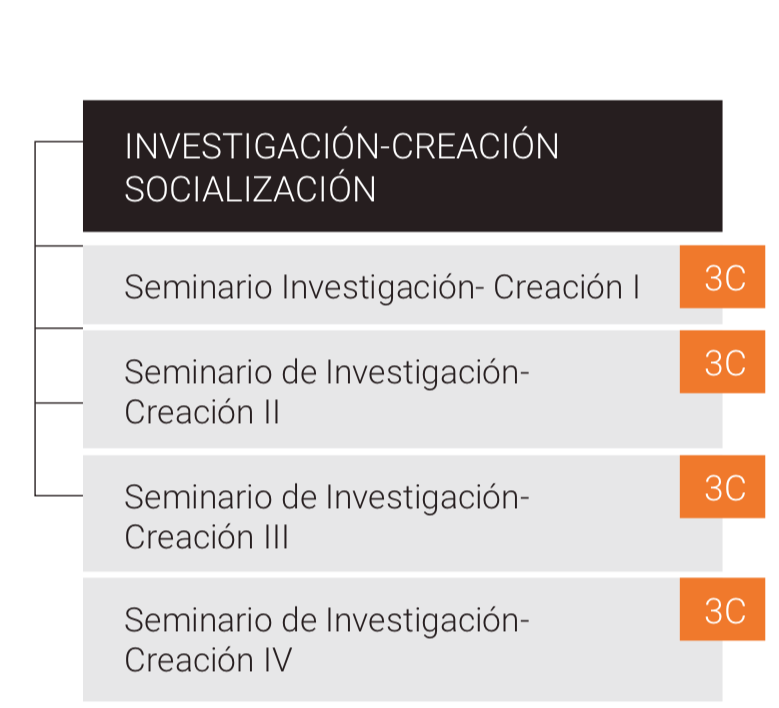 INVESTIGACIÓN-CREACIÓN
SOCIALIZACIÓN
Seminario Investigación- Creación I
3C
Seminario de Investigación-
Creación II
3C
Seminario de Investigación-
Creación III
3C
Seminario de Investigación-
Creación IV
3C